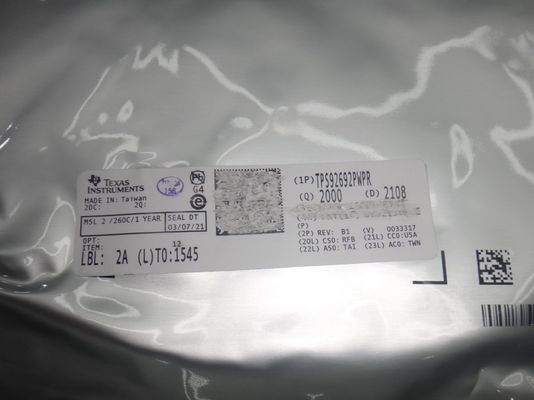 TEXAS
INSTRUMENTS
MADE IN: Taiwan
2DC: 2Q:
MSL 2 /260C/1 YEAR SEAL DT
03/07/21
OPT:
ITEM: 12
LBL: 2A (L)TO:1545
Pb
G4
e
(1P) TPS92692PWPR
(Q) 2000 (D) 2108
(P)
(2P) REV: B1 (V) 0033317
(20L) CSO: RFB (21L) CCO:USA
(22L) ASO: TAI (23L) ACO: TWN